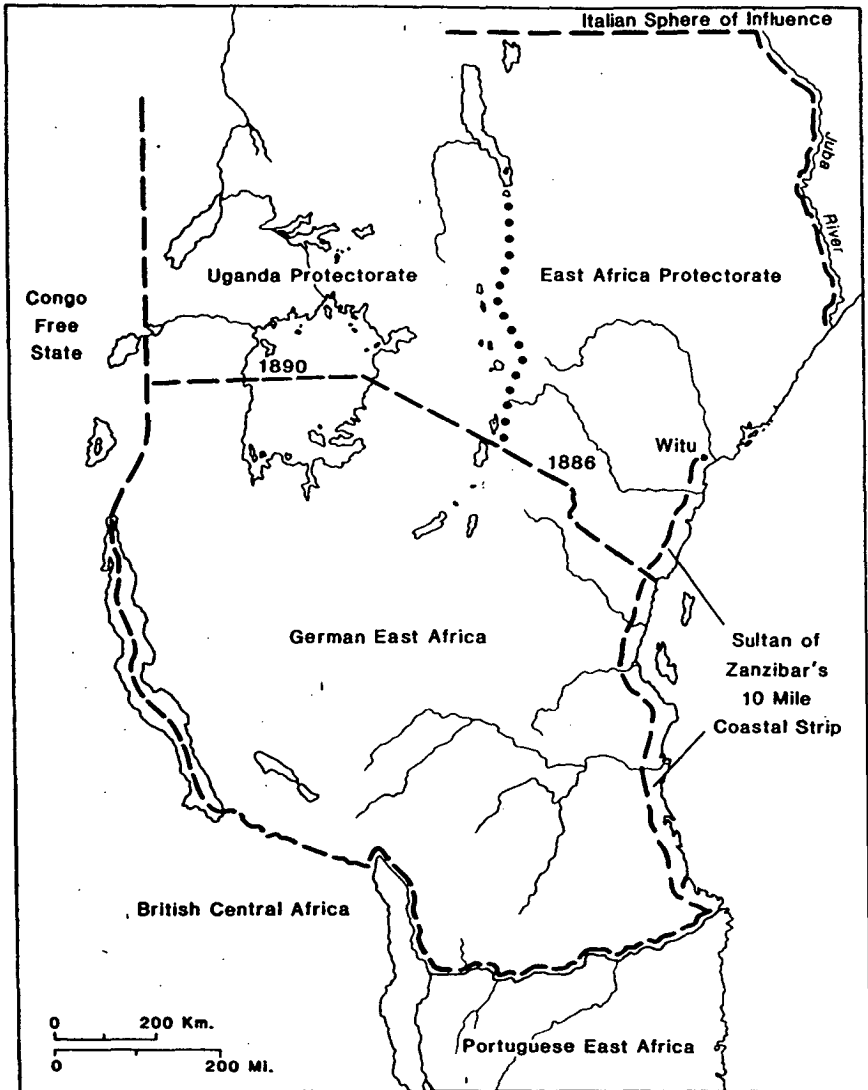 Italian Sphere of Influence
Juba
River
Uganda Protectorate
East Africa Protectorate
Congo
Free
State
1890
Witu
1886
German East Africa
Sultan of
Zanzibar's
10 Mile
Coastal Strip
British Central Africa
0 200 Km.
0 200 Mi.
Portuguese East Africa